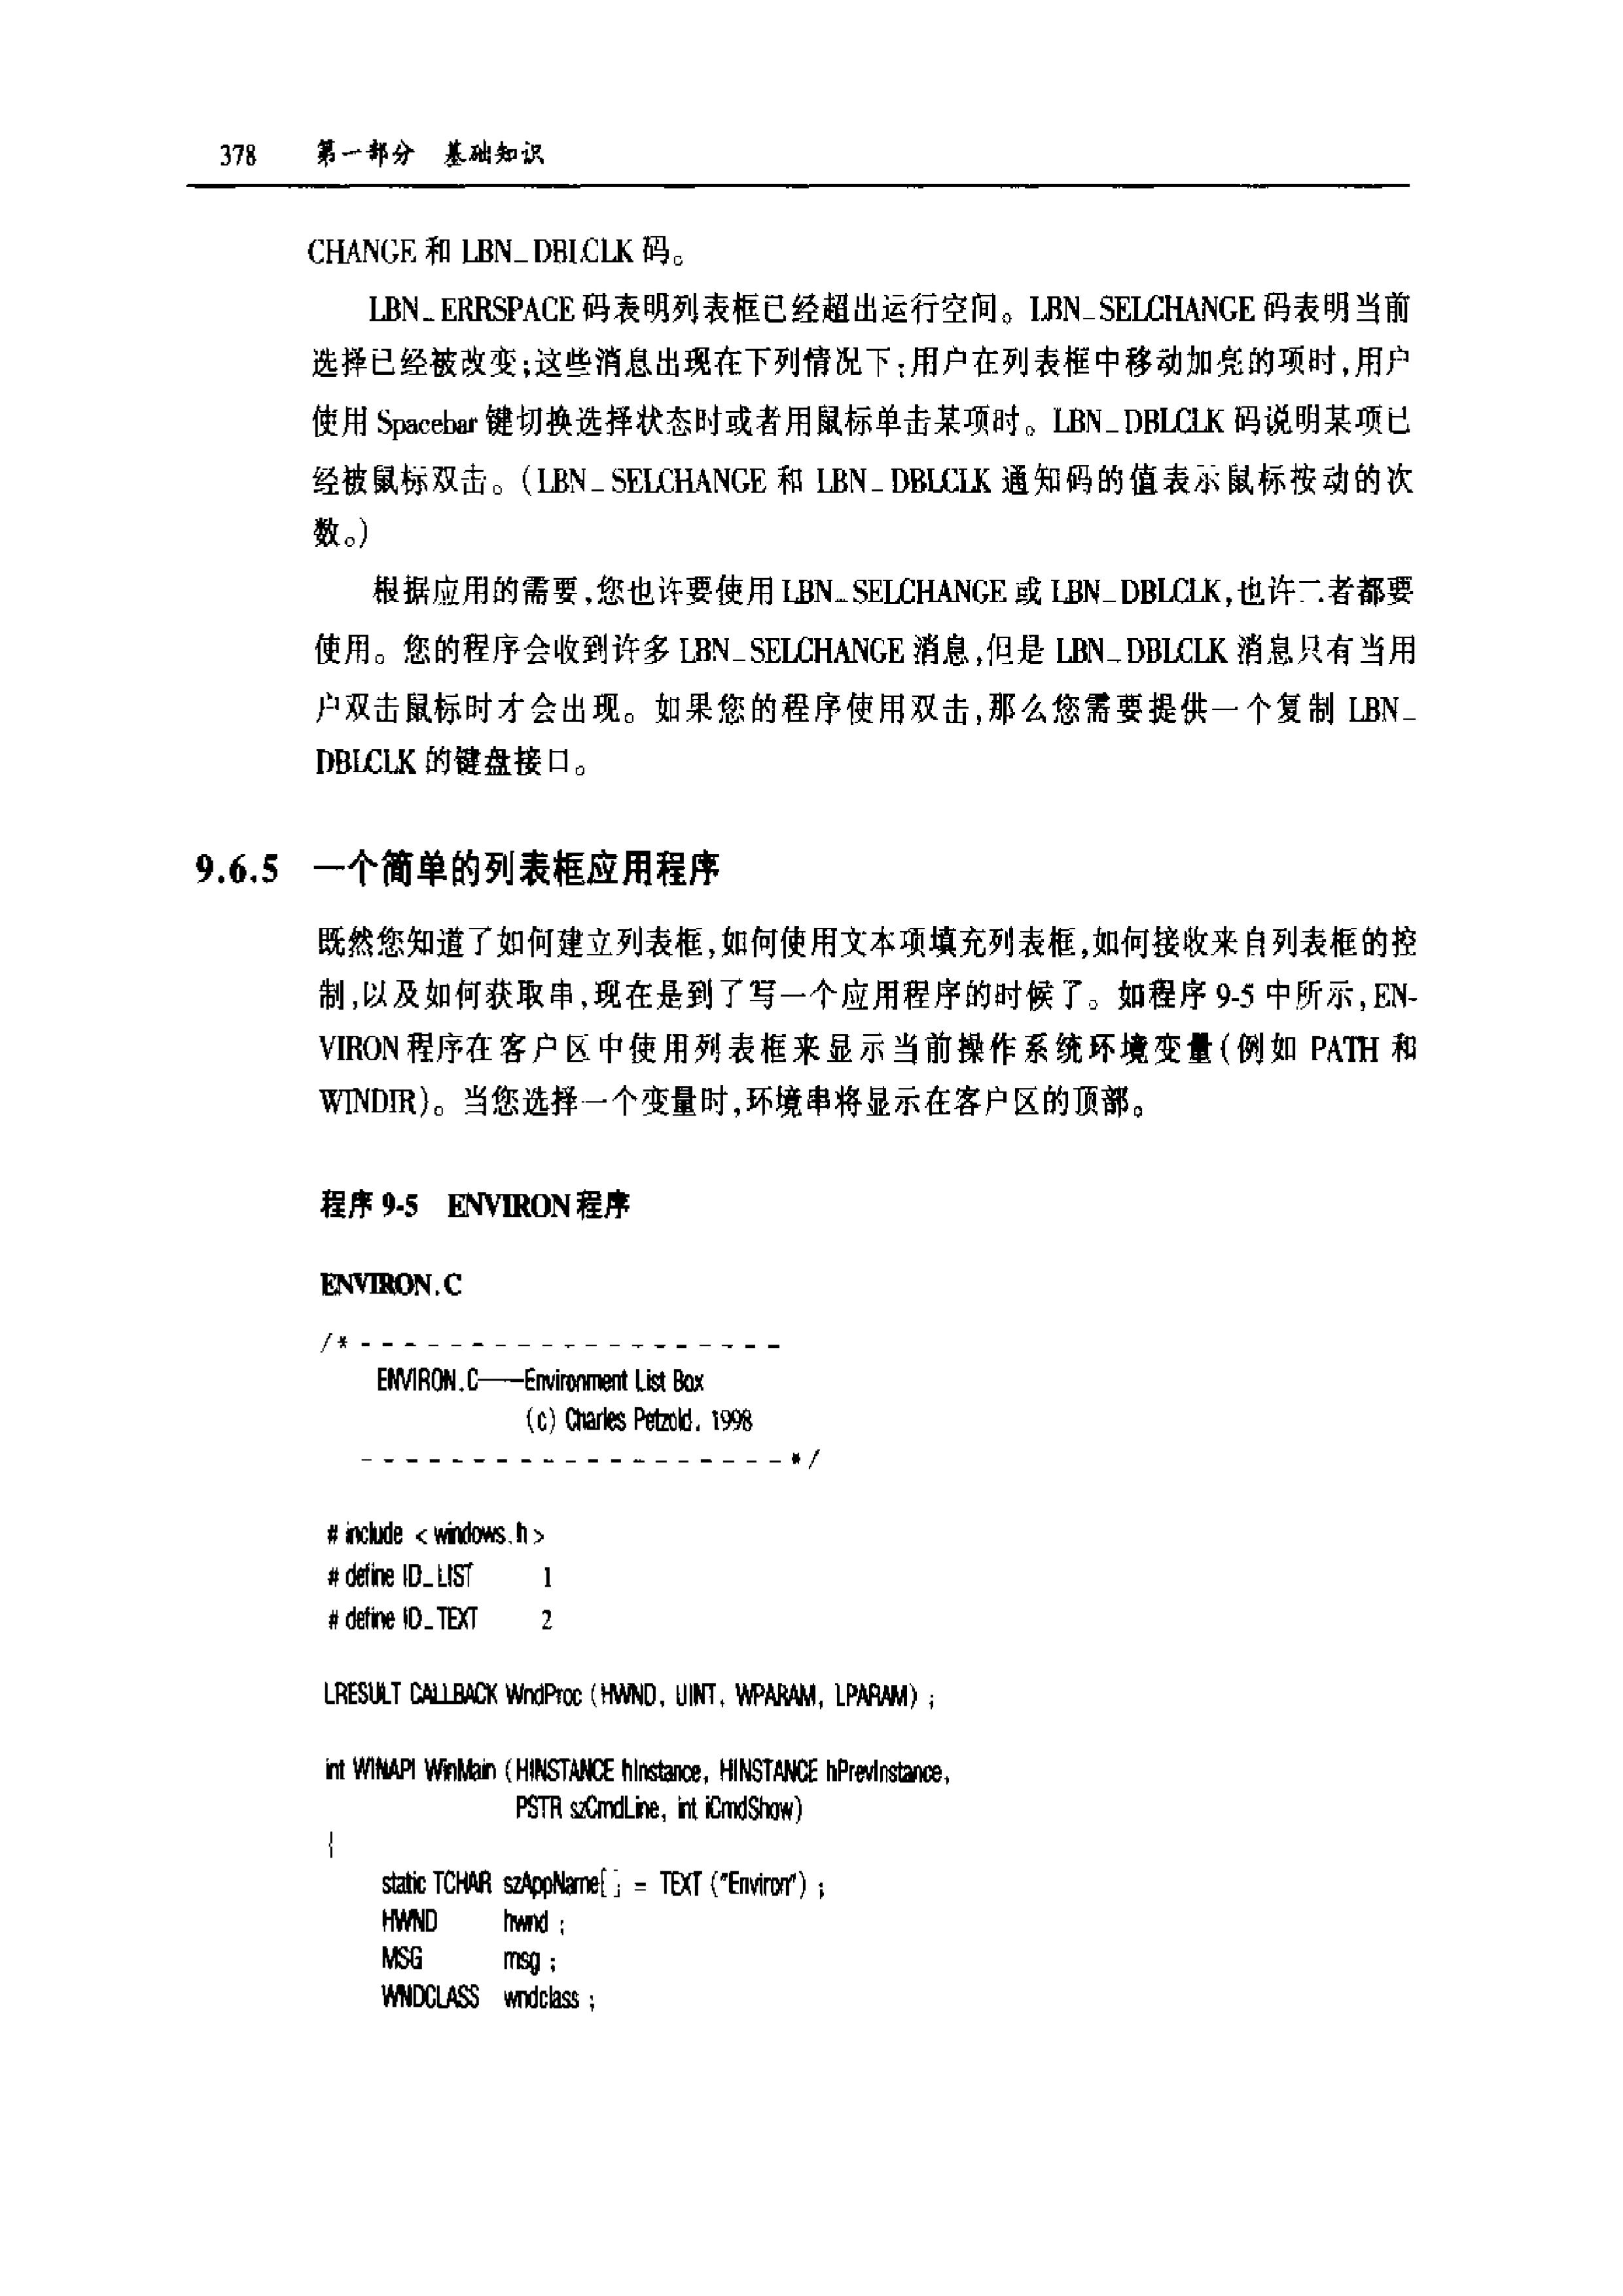 378 第一部分 基础知识
CHANGE 和 LBN_DBLCLK 码。
LBN_ERRSPACE 码表明列表框已经超出运行空间。LBN_SELCHANGE 码表明当前
选择已经被改变;这些消息出现在下列情况下:用户在列表框中移动加亮的项时,用户
使用 Spacebar 键切换选择状态时或者用鼠标单击某项时。LBN_DBLCLK 码说明某项已
经被鼠标双击。(LBN_SELCHANGE 和 LBN_DBLCLK 通知码的值表示鼠标按动的次
数。)
根据应用的需要,您也许要使用 LBN_SELCHANGE 或 LBN_DBLCLK,也许二者都要
使用。您的程序会收到许多 LBN_SELCHANGE 消息,但是 LBN_DBLCLK 消息只有当用
户双击鼠标时才会出现。如果您的程序使用双击,那么您需要提供一个复制 LBN_
DBLCLK 的键盘接口。
9.6.5 一个简单的列表框应用程序
既然您知道了如何建立列表框,如何使用文本项填充列表框,如何接收来自列表框的控
制,以及如何获取串,现在是到了写一个应用程序的时候了。如程序 9-5 中所示,EN-
VIRON 程序在客户区中使用列表框来显示当前操作系统环境变量(例如 PATH 和
WINDIR)。当您选择一个变量时,环境串将显示在客户区的顶部。
程序 9-5 ENVIRON 程序
ENVIRON.C
/* - - - - - - - - - - - - - - - - - - -
ENVIRON.C——Environment List Box
(c) Charles Petzold, 1998
- - - - - - - - - - - - - - - - - - - */
# include < windows.h >
# define ID_LIST 1
# define ID_TEXT 2
LRESULT CALLBACK WndProc (HWND, UINT, WPARAM, LPARAM) ;
int WINAPI WinMain (HINSTANCE hInstance, HINSTANCE hPrevInstance,
PSTR szCmdLine, int iCmdShow)
{
static TCHAR szAppName[] = TEXT ("Environ") ;
HWND hwnd ;
MSG msg ;
WNDCLASS wndclass ;